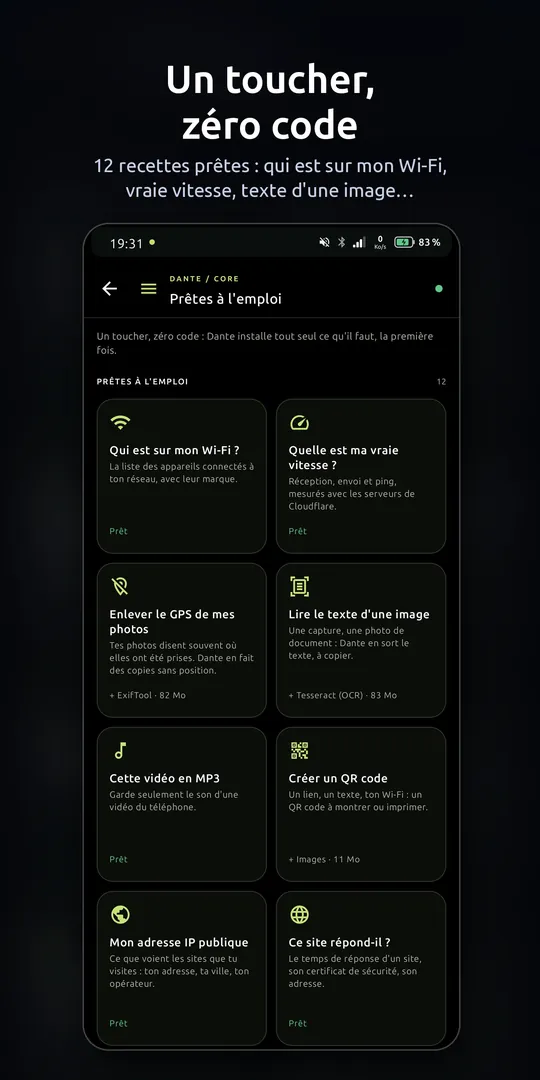 Un toucher,
zéro code
12 recettes prêtes : qui est sur mon Wi-Fi,
vraie vitesse, texte d'une image…
19:31
0
Ko/s
83 %
DANTE / CORE
Prêtes à l'emploi
Un toucher, zéro code : Dante installe tout seul ce qu'il faut, la première
fois.
PRÊTES À L'EMPLOI
12
Qui est sur mon Wi-Fi ?
La liste des appareils connectés à
ton réseau, avec leur marque.
Prêt
Quelle est ma vraie
vitesse ?
Réception, envoi et ping,
mesurés avec les serveurs de
Cloudflare.
Prêt
Enlever le GPS de mes
photos
Tes photos disent souvent où
elles ont été prises. Dante en fait
des copies sans position.
+ ExifTool · 82 Mo
Lire le texte d'une image
Une capture, une photo de
document : Dante en sort le
texte, à copier.
+ Tesseract (OCR) · 83 Mo
Cette vidéo en MP3
Garde seulement le son d'une
vidéo du téléphone.
Prêt
Créer un QR code
Un lien, un texte, ton Wi-Fi : un
QR code à montrer ou imprimer.
+ Images · 11 Mo
Mon adresse IP publique
Ce que voient les sites que tu
visites : ton adresse, ta ville, ton
opérateur.
Prêt
Ce site répond-il ?
Le temps de réponse d'un site,
son certificat de sécurité, son
adresse.
Prêt